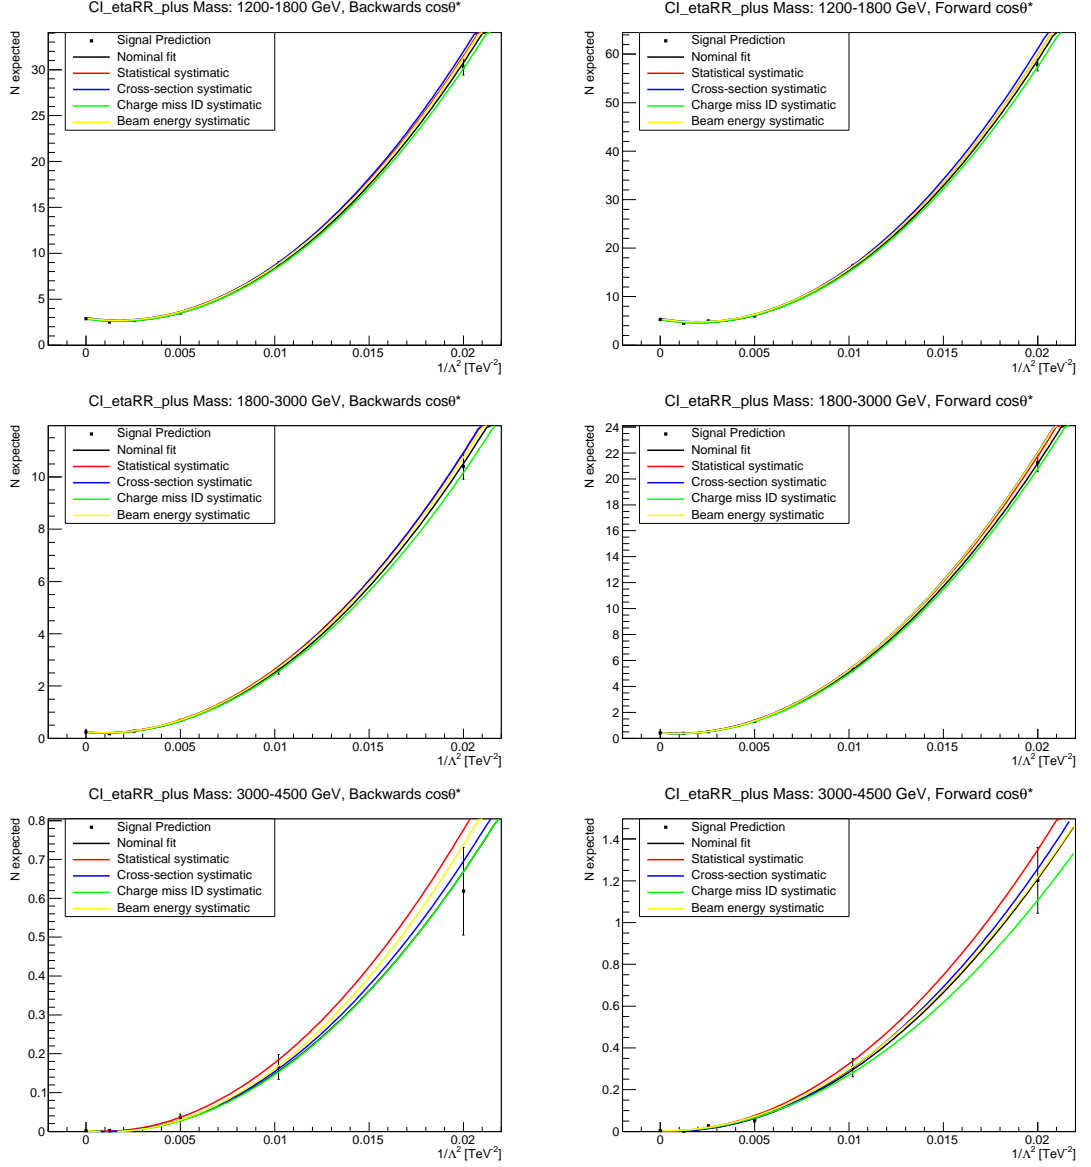 CI_etaRR_plus Mass: 1200-1800 GeV, Backwards cosθ*
N expected
Signal Prediction
Nominal fit
Statistical systimatic
Cross-section systimatic
Charge miss ID systimatic
Beam energy systimatic
30
25
20
15
10
5
0
0 0.005 0.01 0.015 0.02
1/Λ² [TeV⁻²]
CI_etaRR_plus Mass: 1200-1800 GeV, Forward cosθ*
N expected
Signal Prediction
Nominal fit
Statistical systimatic
Cross-section systimatic
Charge miss ID systimatic
Beam energy systimatic
60
50
40
30
20
10
0
0 0.005 0.01 0.015 0.02
1/Λ² [TeV⁻²]
CI_etaRR_plus Mass: 1800-3000 GeV, Backwards cosθ*
N expected
Signal Prediction
Nominal fit
Statistical systimatic
Cross-section systimatic
Charge miss ID systimatic
Beam energy systimatic
10
8
6
4
2
0
0 0.005 0.01 0.015 0.02
1/Λ² [TeV⁻²]
CI_etaRR_plus Mass: 1800-3000 GeV, Forward cosθ*
N expected
Signal Prediction
Nominal fit
Statistical systimatic
Cross-section systimatic
Charge miss ID systimatic
Beam energy systimatic
24
22
20
18
16
14
12
10
8
6
4
2
0
0 0.005 0.01 0.015 0.02
1/Λ² [TeV⁻²]
CI_etaRR_plus Mass: 3000-4500 GeV, Backwards cosθ*
N expected
Signal Prediction
Nominal fit
Statistical systimatic
Cross-section systimatic
Charge miss ID systimatic
Beam energy systimatic
0.8
0.7
0.6
0.5
0.4
0.3
0.2
0.1
0
0 0.005 0.01 0.015 0.02
1/Λ² [TeV⁻²]
CI_etaRR_plus Mass: 3000-4500 GeV, Forward cosθ*
N expected
Signal Prediction
Nominal fit
Statistical systimatic
Cross-section systimatic
Charge miss ID systimatic
Beam energy systimatic
1.4
1.2
1
0.8
0.6
0.4
0.2
0
0 0.005 0.01 0.015 0.02
1/Λ² [TeV⁻²]